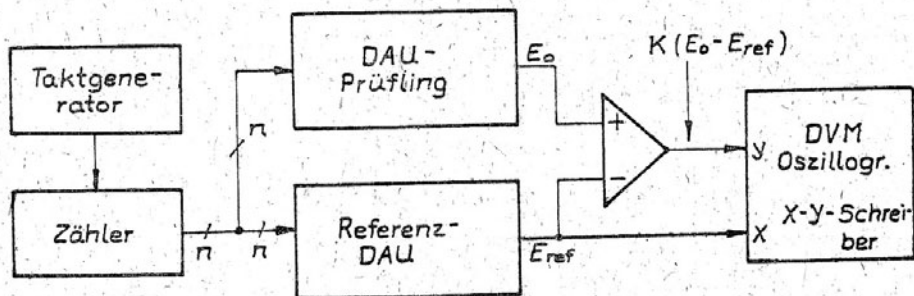 Taktgene-
rator
Zähler
n
n
n
DAU-
Prüfling
Referenz-
DAU
E₀
E_ref
+
−
K (E₀ - E_ref)
y
x
DVM
Oszillogr.
X-Y-Schrei-
ber